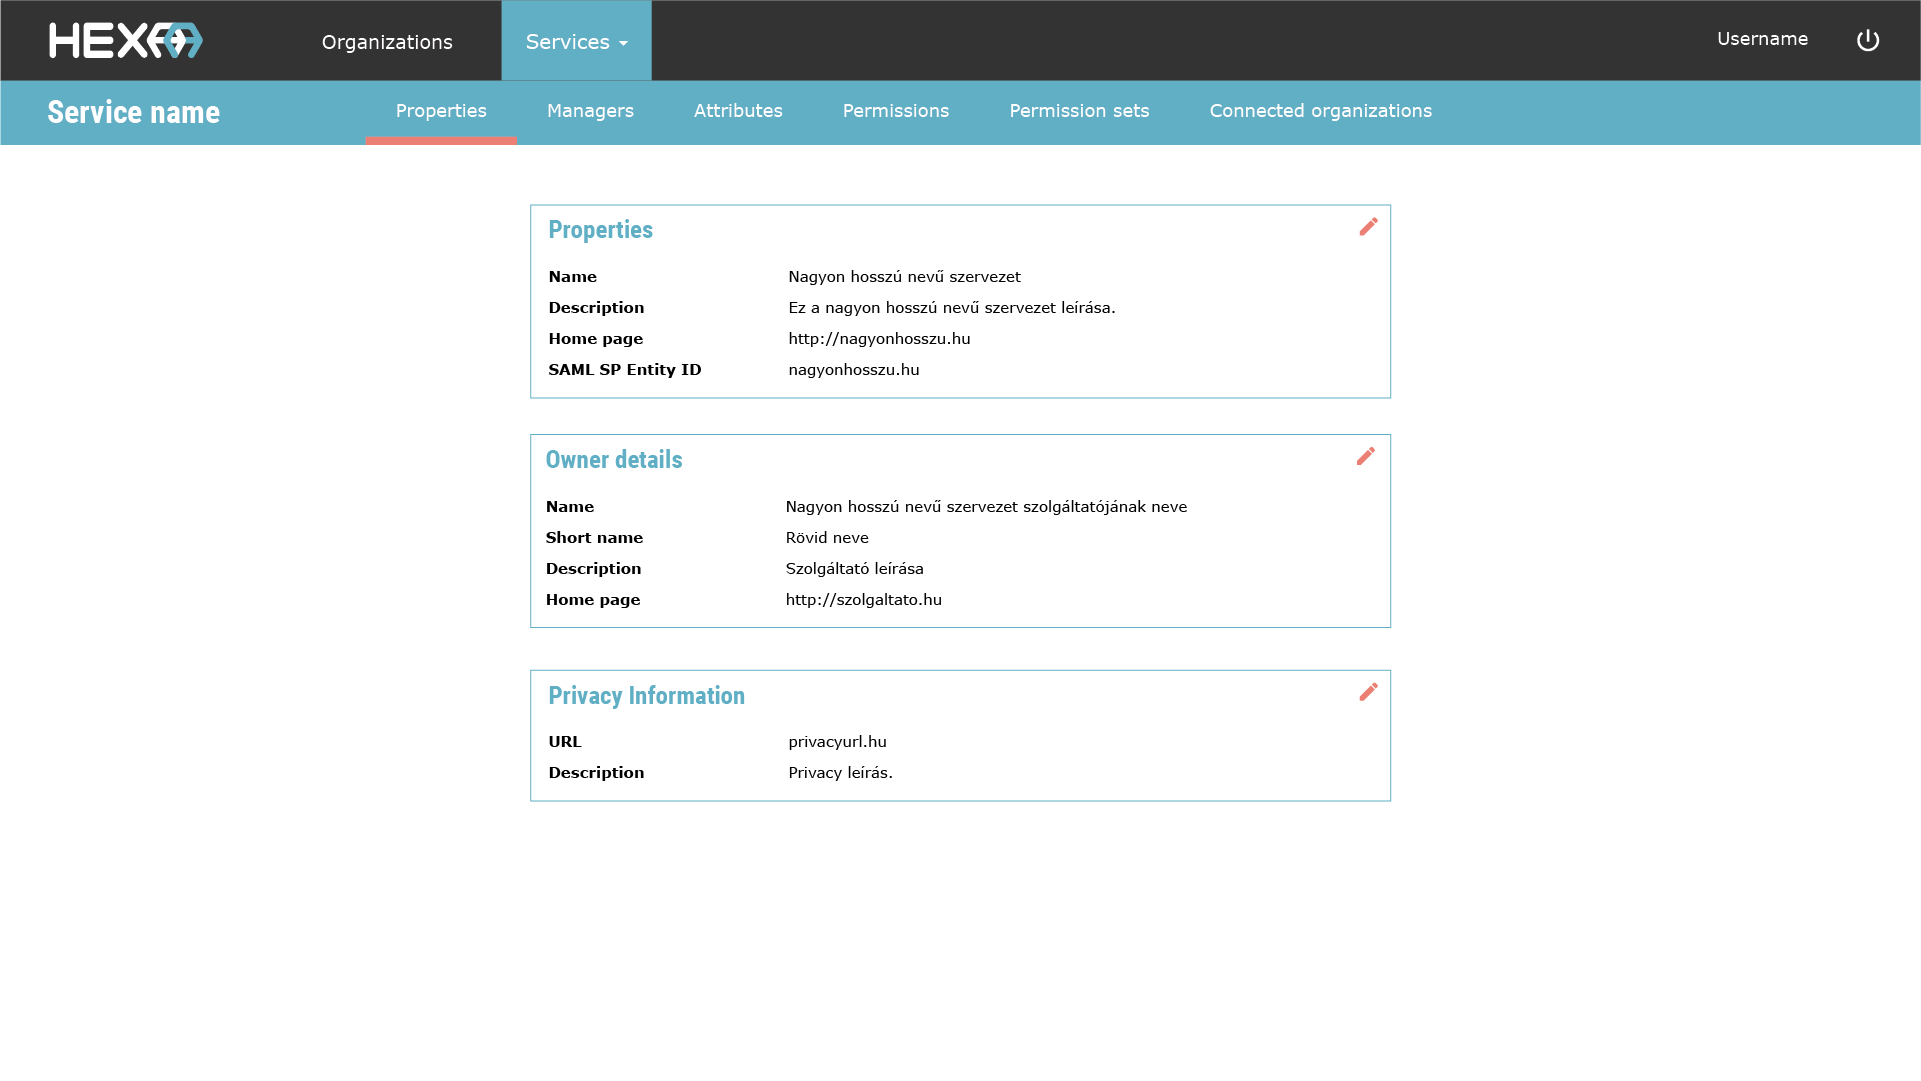 HEXAA
Organizations
Services
Username
Service name
Properties
Managers
Attributes
Permissions
Permission sets
Connected organizations
Properties
Name Nagyon hosszú nevű szervezet
Description Ez a nagyon hosszú nevű szervezet leírása.
Home page http://nagyonhosszu.hu
SAML SP Entity ID nagyonhosszu.hu
Owner details
Name Nagyon hosszú nevű szervezet szolgáltatójának neve
Short name Rövid neve
Description Szolgáltató leírása
Home page http://szolgaltato.hu
Privacy Information
URL privacyurl.hu
Description Privacy leírás.